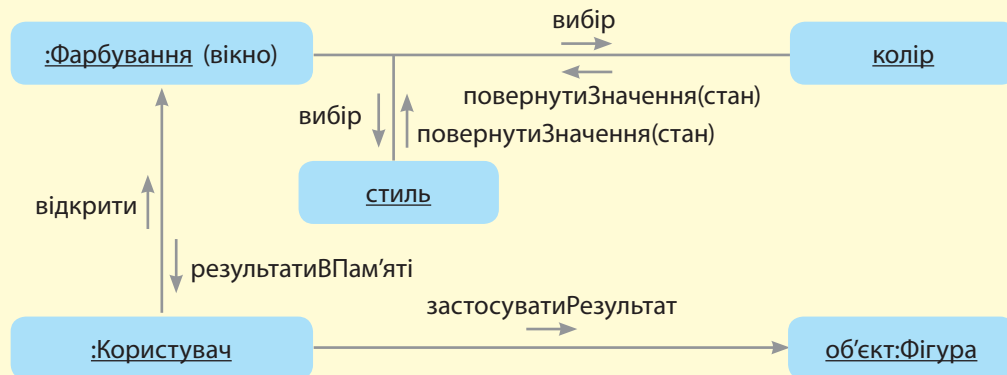 вибір
:Фарбування (вікно)
колір
повернутиЗначення(стан)
вибір
повернутиЗначення(стан)
стиль
відкрити
результатиВПам'яті
застосуватиРезультат
:Користувач
об'єкт:Фігура